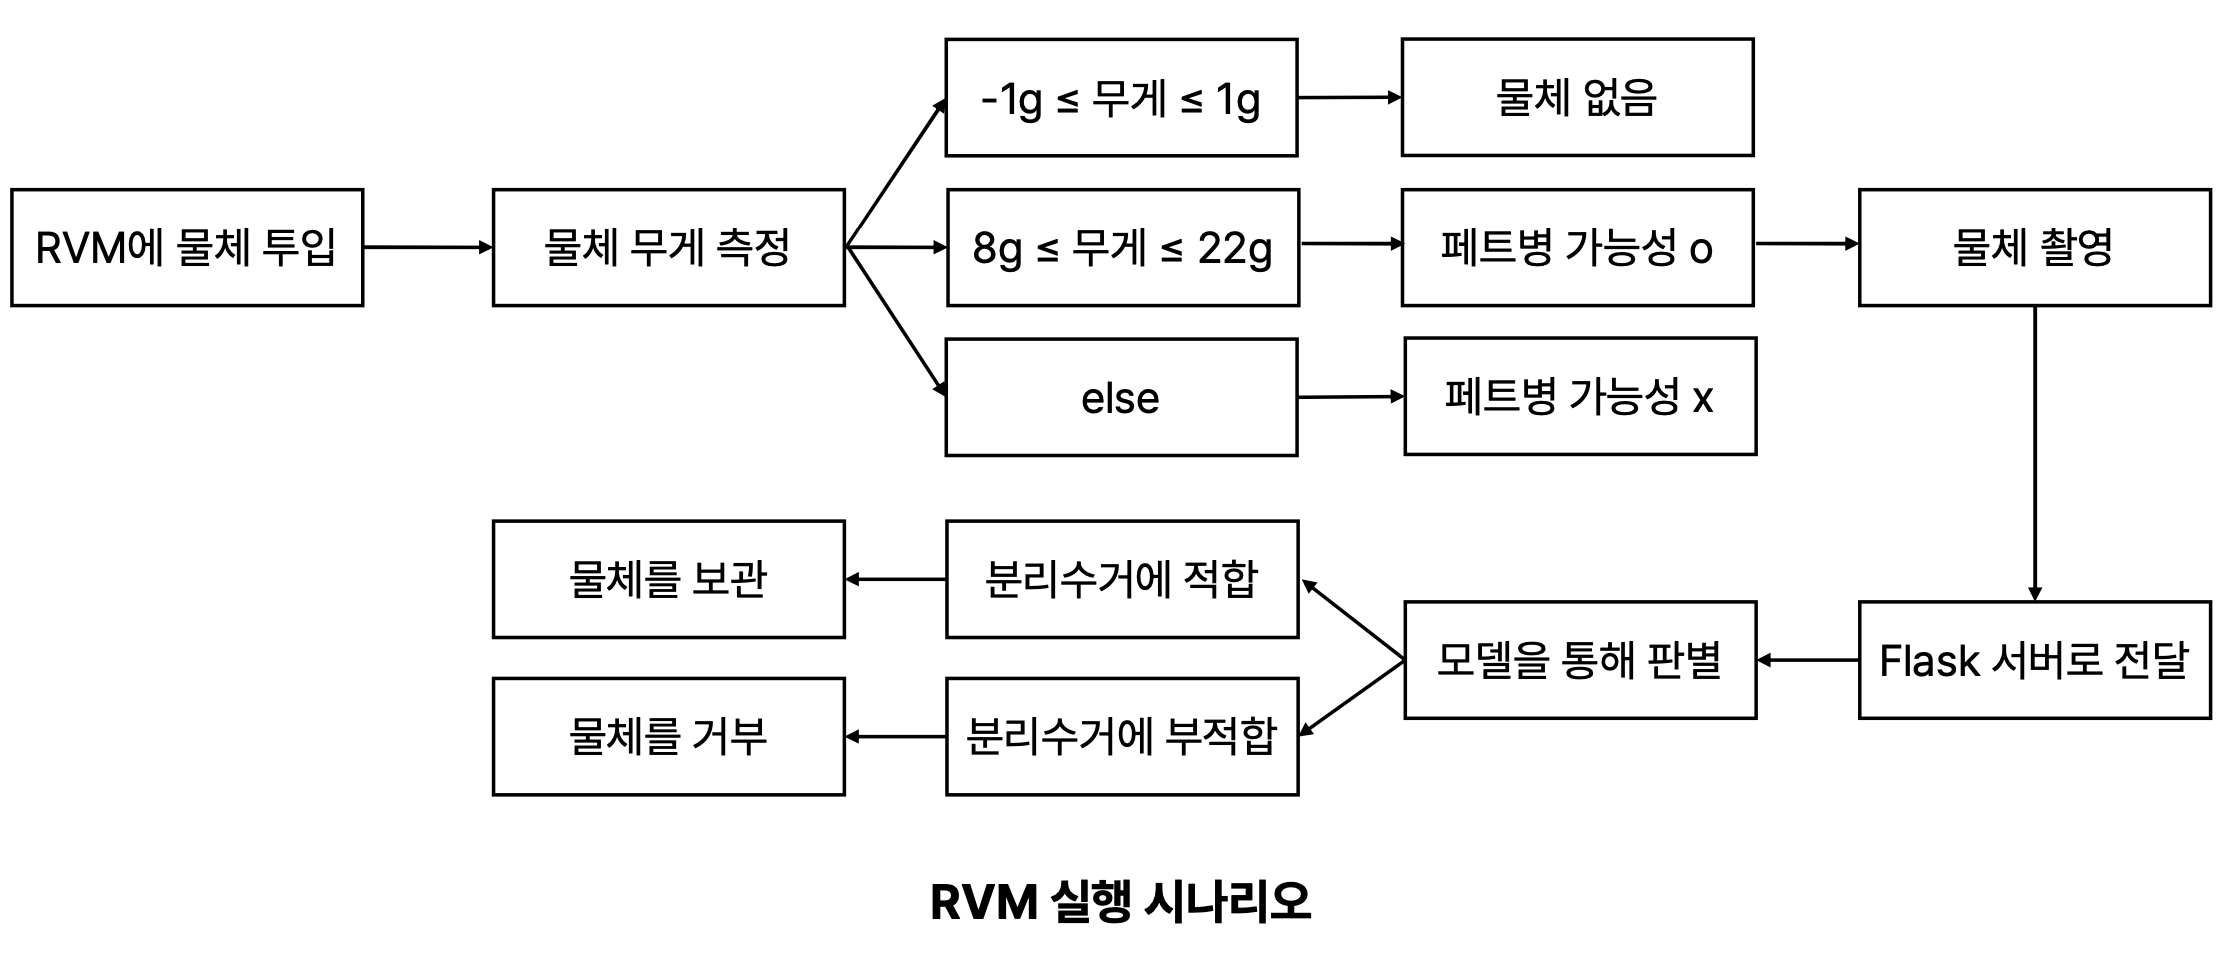 RVM에 물체 투입
물체 무게 측정
-1g ≤ 무게 ≤ 1g
물체 없음
8g ≤ 무게 ≤ 22g
페트병 가능성 o
물체 촬영
else
페트병 가능성 x
Flask 서버로 전달
모델을 통해 판별
분리수거에 적합
물체를 보관
분리수거에 부적합
물체를 거부
RVM 실행 시나리오